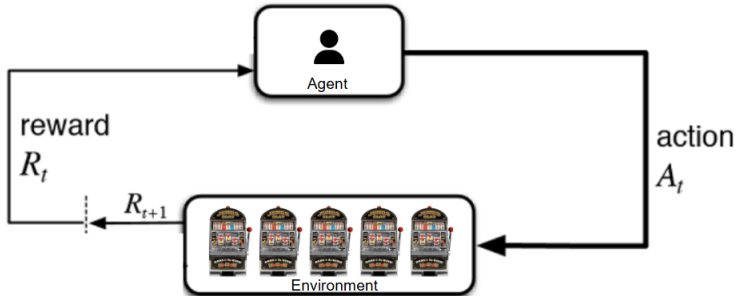 Agent
reward
R_t
action
A_t
R_{t+1}
Environment